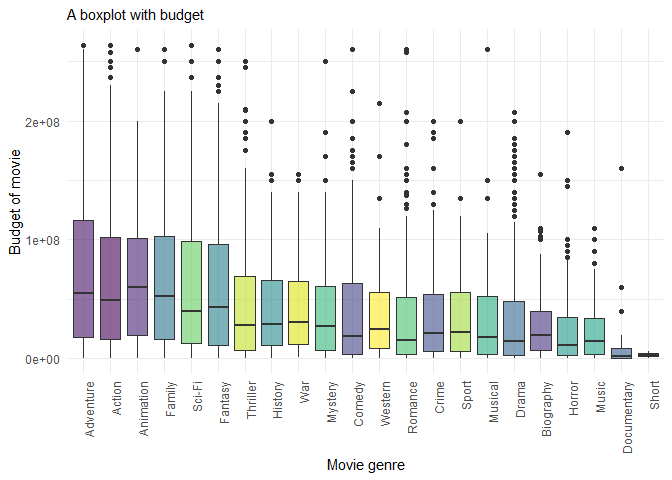 A boxplot with budget
Budget of movie
2e+08
1e+08
0e+00
Adventure
Action
Animation
Family
Sci-Fi
Fantasy
Thriller
History
War
Mystery
Comedy
Western
Romance
Crime
Sport
Musical
Drama
Biography
Horror
Music
Documentary
Short
Movie genre